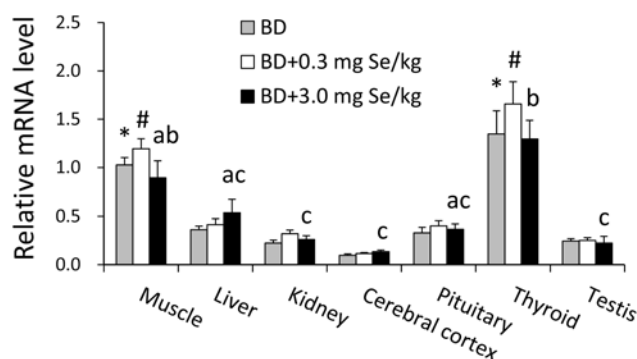 BD
BD+0.3 mg Se/kg
BD+3.0 mg Se/kg
Relative mRNA level
2.5
2.0
1.5
1.0
0.5
0.0
* # ab
ac
c
c
ac
* # b
c
Muscle
Liver
Kidney
Cerebral cortex
Pituitary
Thyroid
Testis